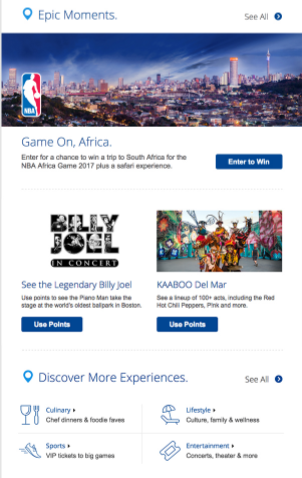 Epic Moments.
See All
NBA
Game On, Africa.
Enter for a chance to win a trip to South Africa for the
NBA Africa Game 2017 plus a safari experience.
Enter to Win
BILLY
JOEL
IN CONCERT
See the Legendary Billy Joel
Use points to see the Piano Man take the
stage at the world's oldest ballpark in Boston.
Use Points
KAABOO Del Mar
See a lineup of 100+ acts, including the Red
Hot Chili Peppers, P!nk and more.
Use Points
Discover More Experiences.
See All
Culinary
Chef dinners & foodie faves
Lifestyle
Culture, family & wellness
Sports
VIP tickets to big games
Entertainment
Concerts, theater & more